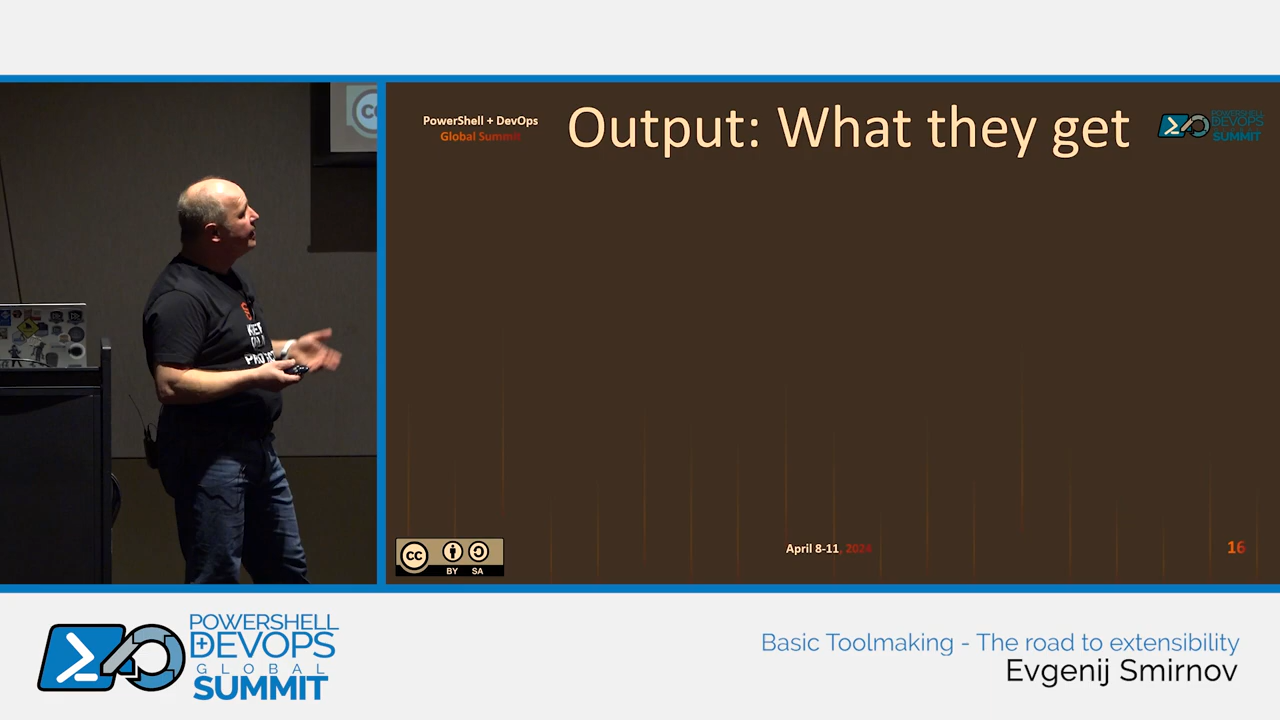 PowerShell + DevOps
Global Summit
Output: What they get
POWERSHELL
DEVOPS
SUMMIT
CC
BY SA
April 8-11, 2024
16
POWERSHELL
+DEVOPS
GLOBAL
SUMMIT
Basic Toolmaking - The road to extensibility
Evgenij Smirnov